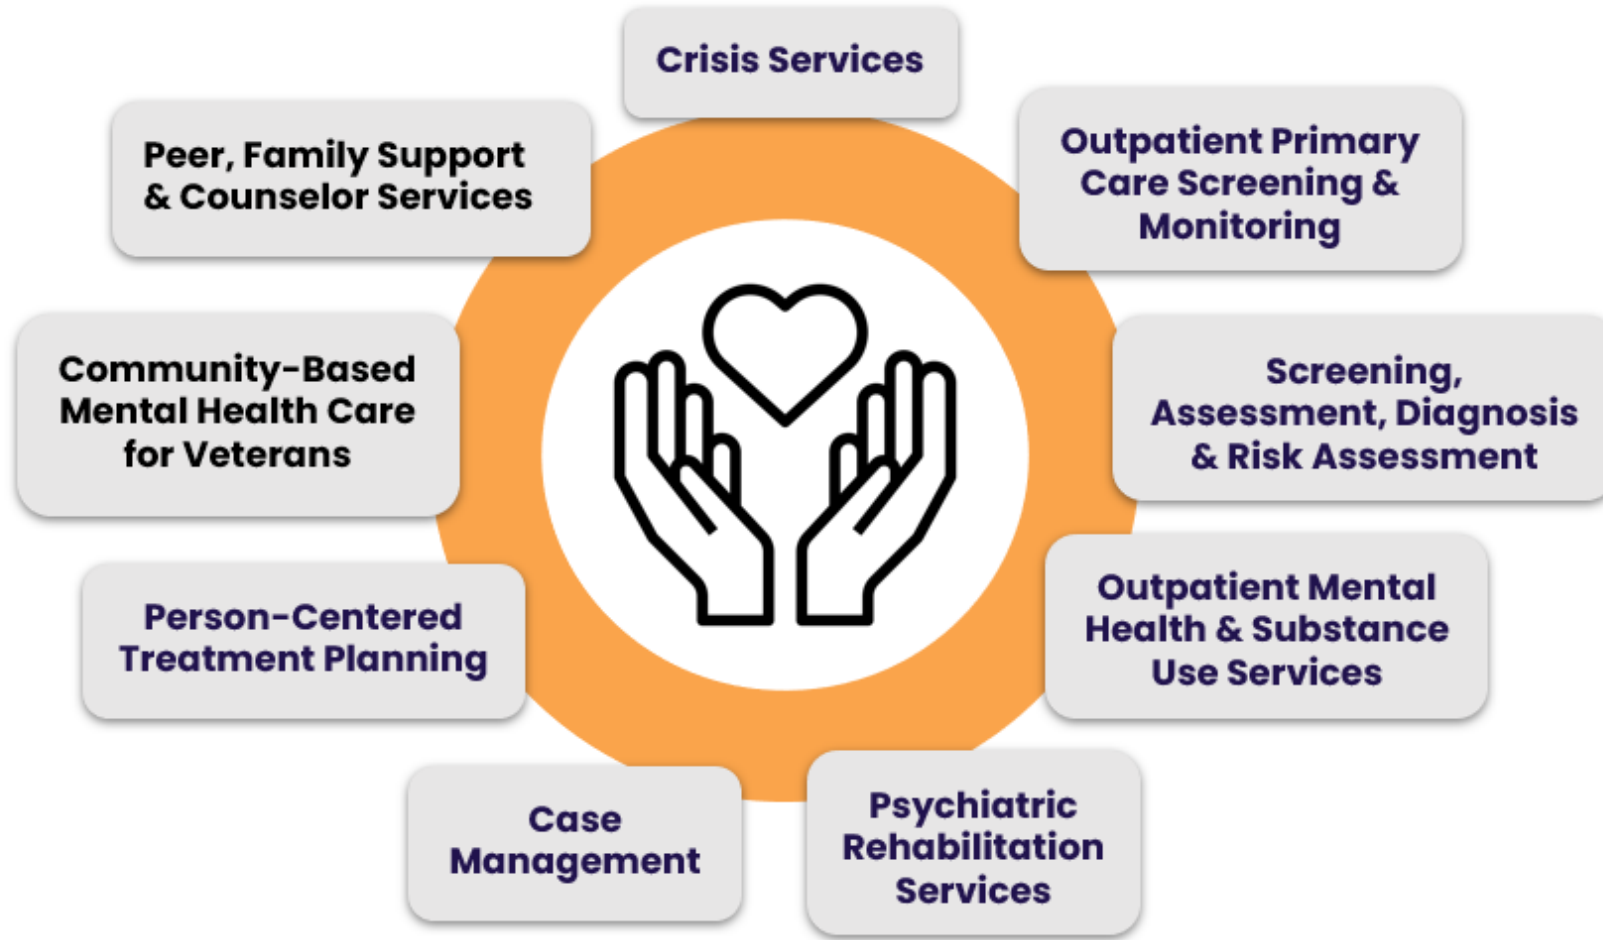 Crisis Services
Peer, Family Support
& Counselor Services
Outpatient Primary
Care Screening &
Monitoring
Community-Based
Mental Health Care
for Veterans
Screening,
Assessment, Diagnosis
& Risk Assessment
Person-Centered
Treatment Planning
Outpatient Mental
Health & Substance
Use Services
Case
Management
Psychiatric
Rehabilitation
Services